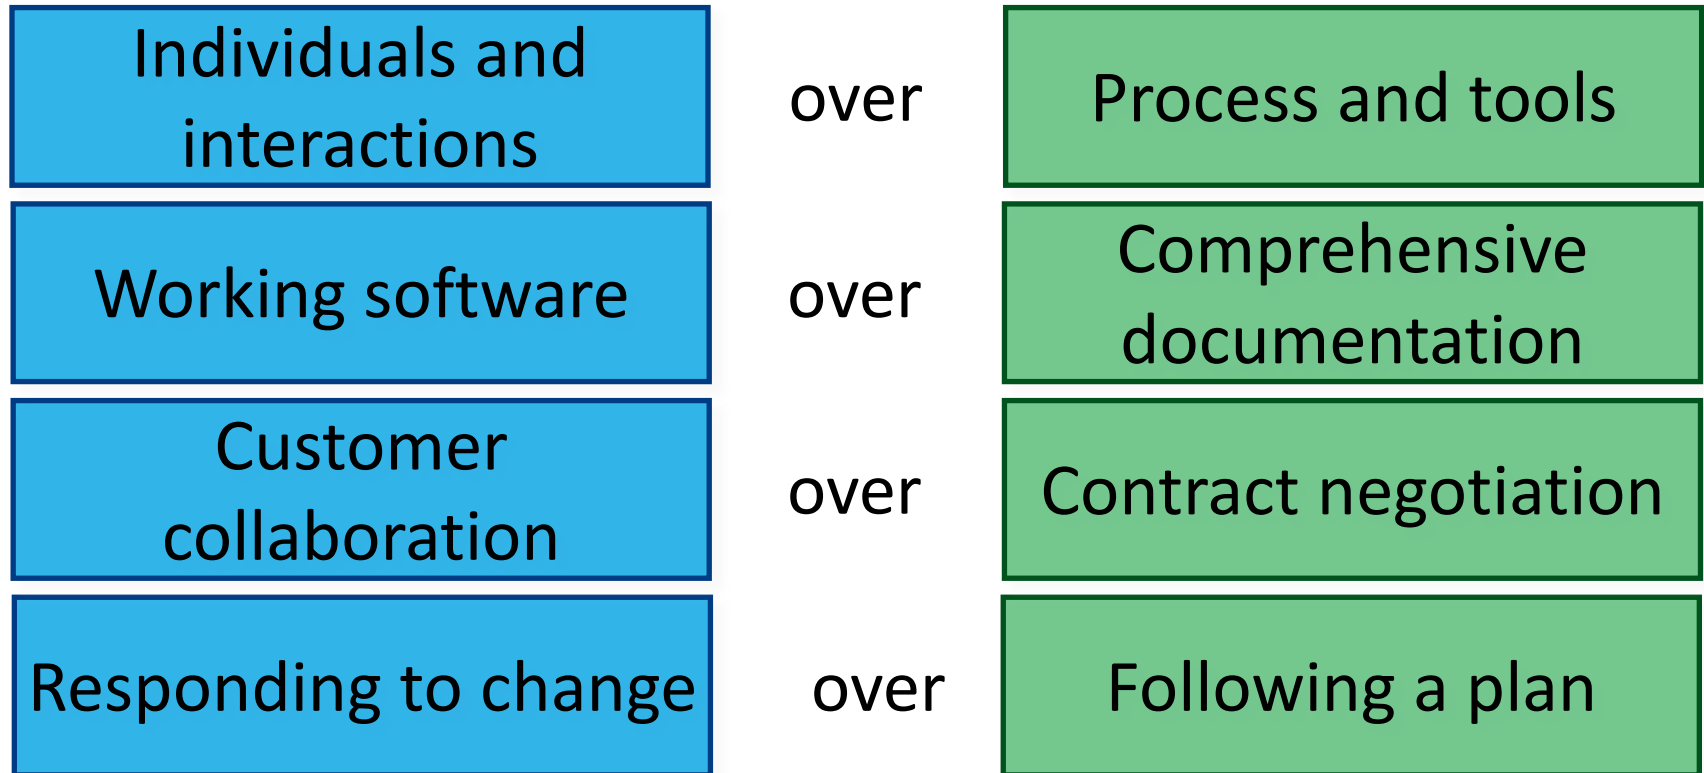 Individuals and
interactions
over
Process and tools
Working software
over
Comprehensive
documentation
Customer
collaboration
over
Contract negotiation
Responding to change
over
Following a plan